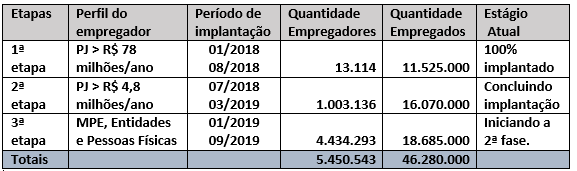 Etapas Perfil do empregador Período de implantação Quantidade Empregadores Quantidade Empregados Estágio Atual
1ª etapa PJ > R$ 78 milhões/ano 01/2018 08/2018 13.114 11.525.000 100% implantado
2ª etapa PJ > R$ 4,8 milhões/ano 07/2018 03/2019 1.003.136 16.070.000 Concluindo implantação
3ª etapa MPE, Entidades e Pessoas Físicas 01/2019 09/2019 4.434.293 18.685.000 Iniciando a 2ª fase.
Totais 5.450.543 46.280.000